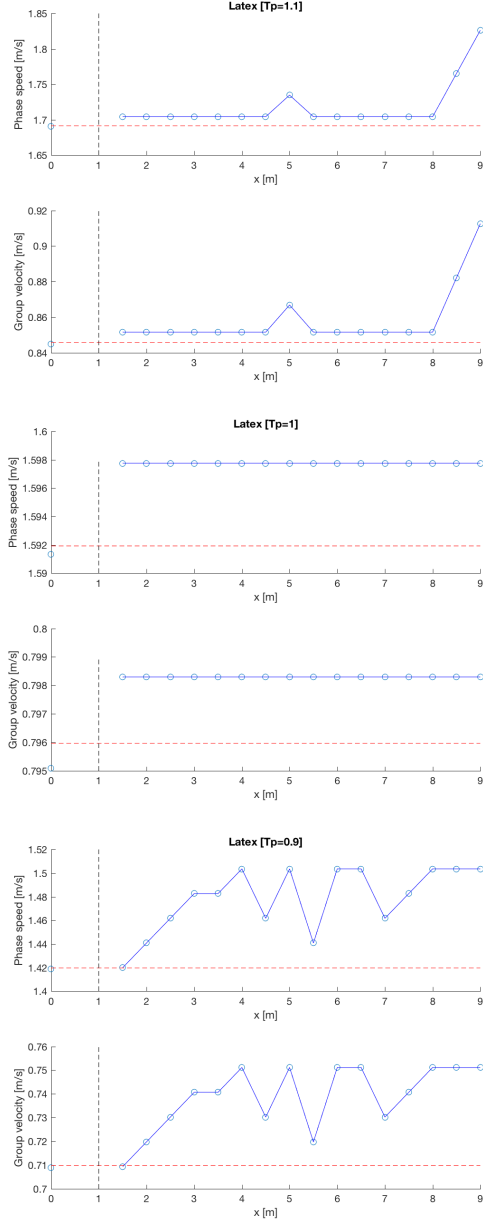 Latex [Tp=1.1]
Phase speed [m/s]
1.85
1.8
1.75
1.7
1.65
0 1 2 3 4 5 6 7 8 9
x [m]
Group velocity [m/s]
0.92
0.9
0.88
0.86
0.84
0 1 2 3 4 5 6 7 8 9
x [m]
Latex [Tp=1]
Phase speed [m/s]
1.6
1.598
1.596
1.594
1.592
1.59
0 1 2 3 4 5 6 7 8 9
x [m]
Group velocity [m/s]
0.8
0.799
0.798
0.797
0.796
0.795
0 1 2 3 4 5 6 7 8 9
x [m]
Latex [Tp=0.9]
Phase speed [m/s]
1.52
1.5
1.48
1.46
1.44
1.42
1.4
0 1 2 3 4 5 6 7 8 9
x [m]
Group velocity [m/s]
0.76
0.75
0.74
0.73
0.72
0.71
0.7
0 1 2 3 4 5 6 7 8 9
x [m]